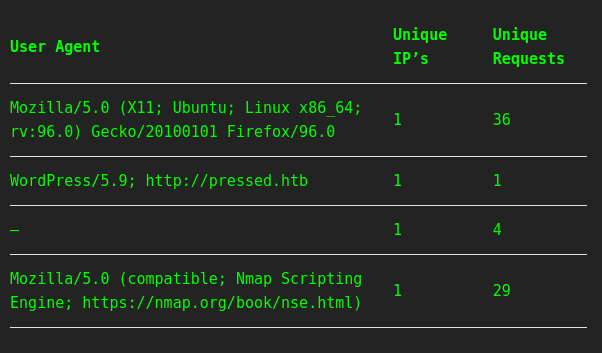 User Agent Unique IP’s Unique Requests
Mozilla/5.0 (X11; Ubuntu; Linux x86_64;
rv:96.0) Gecko/20100101 Firefox/96.0 1 36
WordPress/5.9; http://pressed.htb 1 1
– 1 4
Mozilla/5.0 (compatible; Nmap Scripting
Engine; https://nmap.org/book/nse.html) 1 29